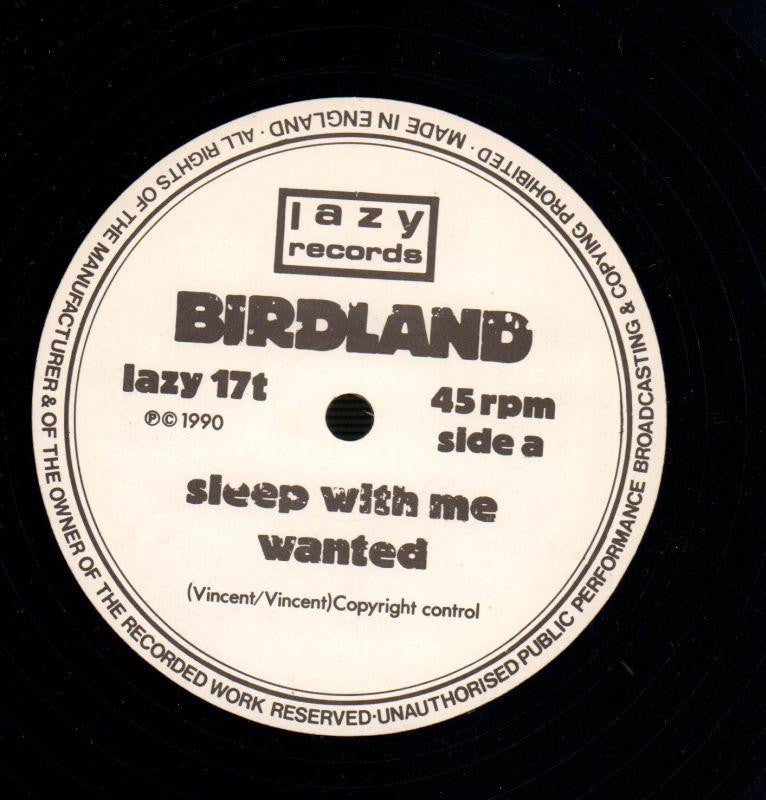 lazy
records
BIRDLAND
lazy 17t
℗© 1990
45 rpm
side a
sleep with me
wanted
(Vincent/Vincent)Copyright control
ALL RIGHTS OF THE MANUFACTURER & OF THE OWNER OF THE RECORDED WORK RESERVED·UNAUTHORISED PUBLIC PERFORMANCE BROADCASTING & COPYING PROHIBITED · MADE IN ENGLAND ·